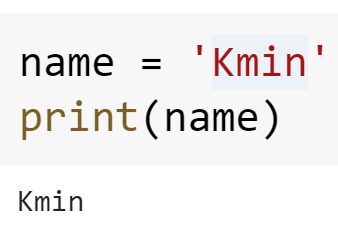 name = 'Kmin'
print(name)
Kmin